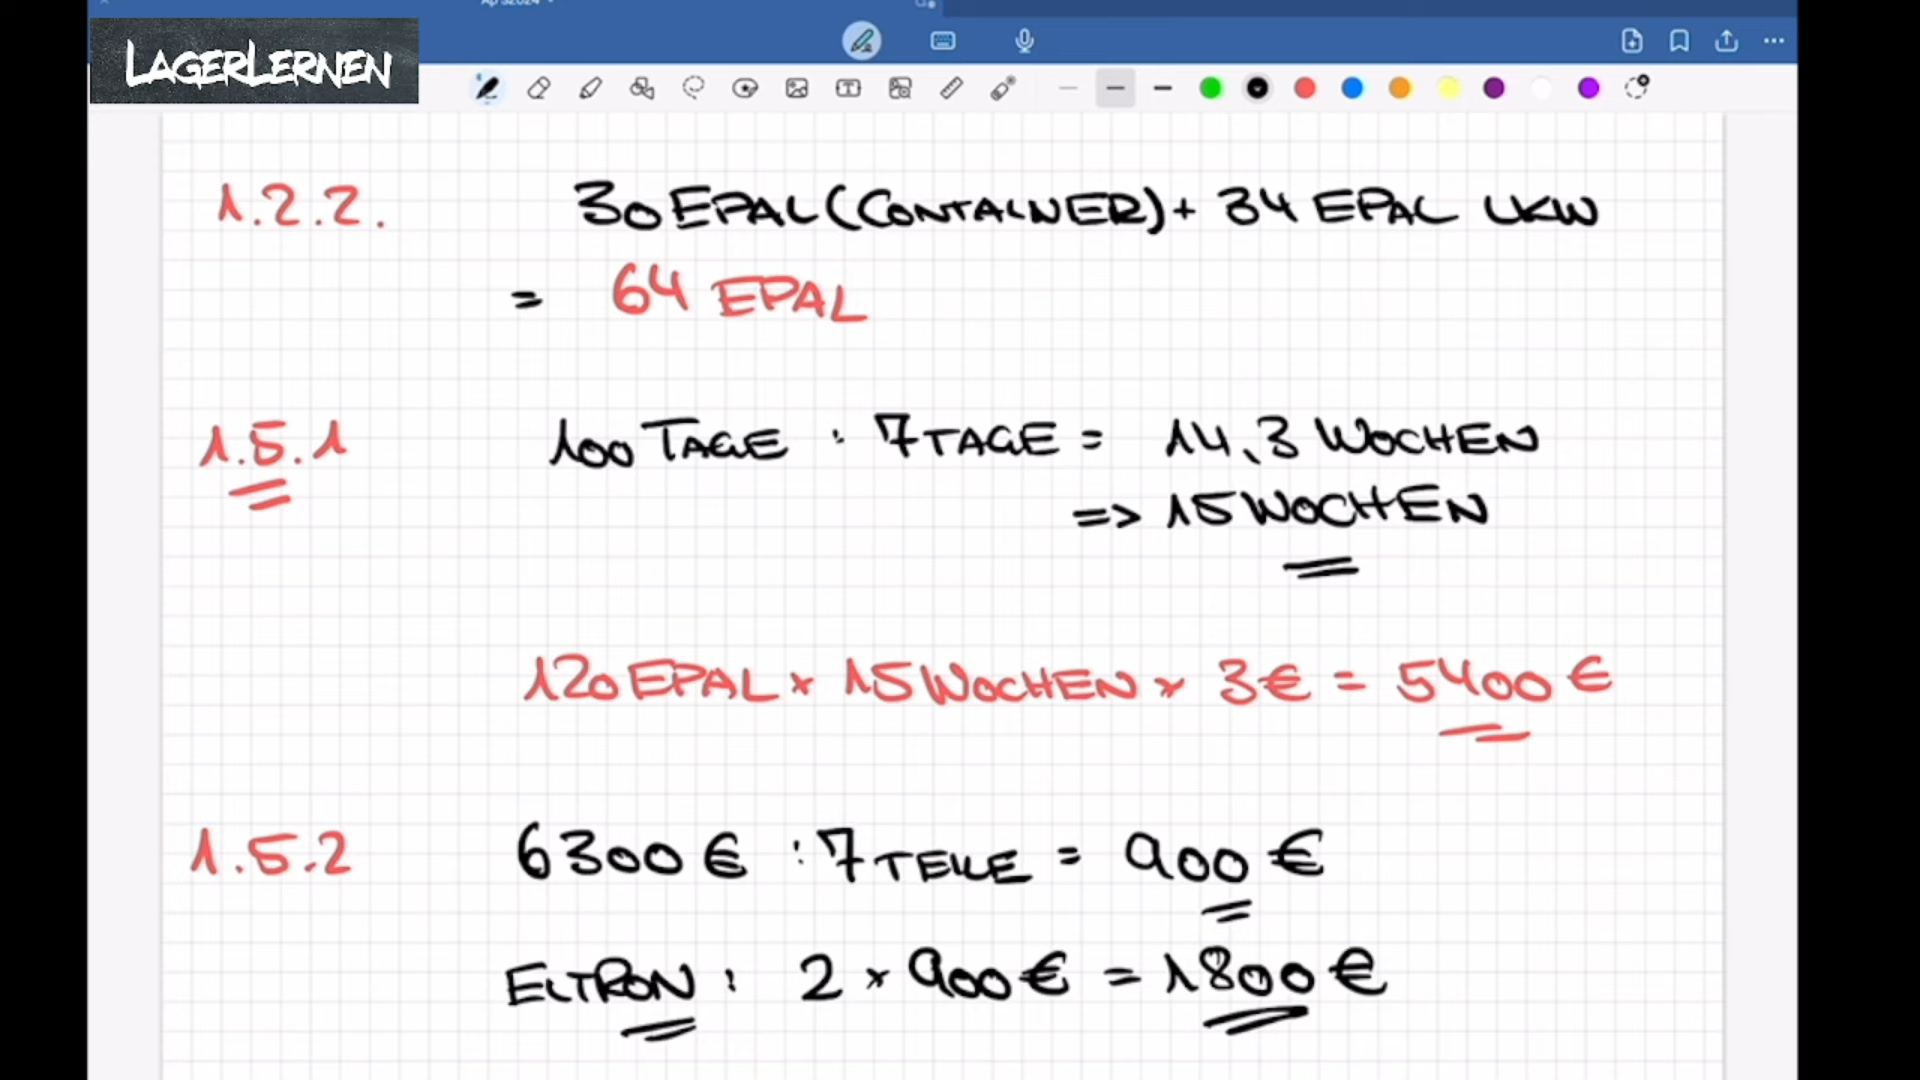 LAGERLERNEN
1.2.2. 30 EPAL (CONTAINER) + 34 EPAL LKW
= 64 EPAL
1.5.1 100 TAGE : 7 TAGE = 14,3 WOCHEN
=> 15 WOCHEN
120 EPAL x 15 WOCHEN x 3 € = 5400 €
1.5.2 6300 € : 7 TEILE = 900 €
ELTRON : 2 x 900 € = 1800 €